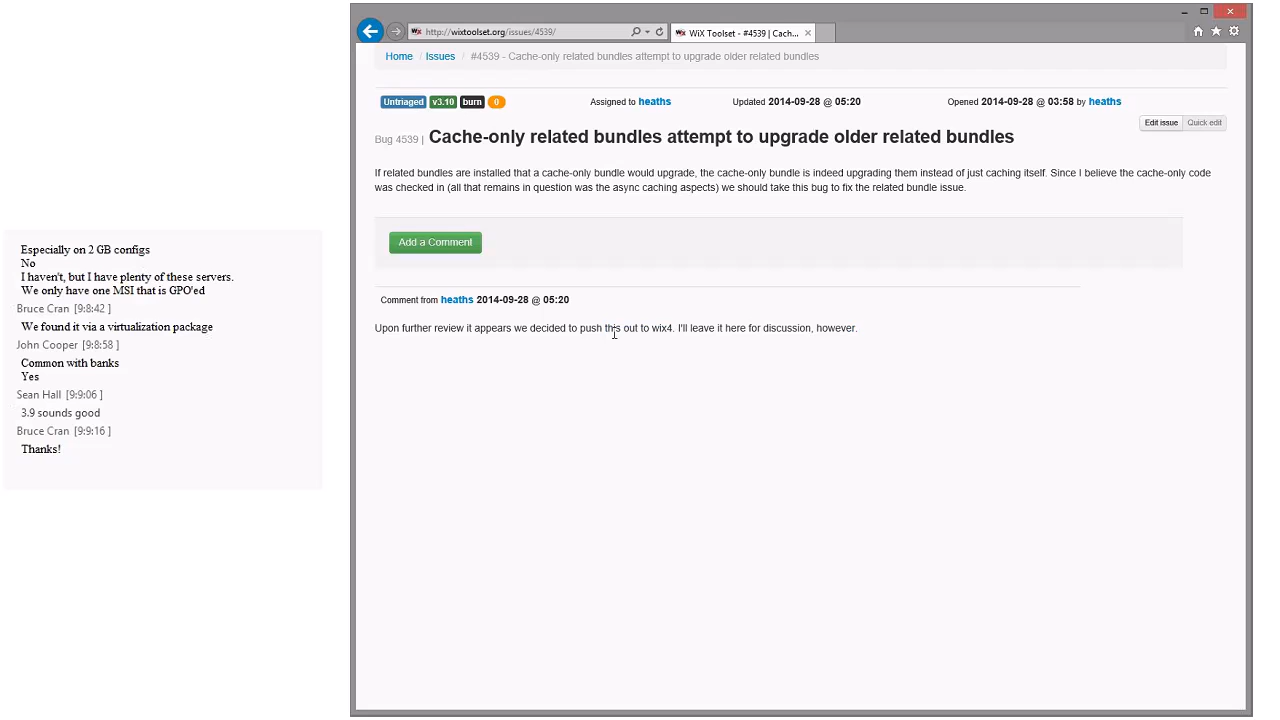 Especially on 2 GB configs
No
I haven't, but I have plenty of these servers.
We only have one MSI that is GPO'ed
Bruce Cran [9:8:42 ]
We found it via a virtualization package
John Cooper [9:8:58 ]
Common with banks
Yes
Sean Hall [9:9:06 ]
3.9 sounds good
Bruce Cran [9:9:16 ]
Thanks!
http://wixtoolset.org/issues/4539/
WiX Toolset - #4539 | Cach...
Home / Issues / #4539 - Cache-only related bundles attempt to upgrade older related bundles
Untriaged v3.10 burn 0 Assigned to heaths Updated 2014-09-28 @ 05:20 Opened 2014-09-28 @ 03:58 by heaths
Edit issue Quick edit
Bug 4539 | Cache-only related bundles attempt to upgrade older related bundles
If related bundles are installed that a cache-only bundle would upgrade, the cache-only bundle is indeed upgrading them instead of just caching itself. Since I believe the cache-only code
was checked in (all that remains in question was the async caching aspects) we should take this bug to fix the related bundle issue.
Add a Comment
Comment from heaths 2014-09-28 @ 05:20
Upon further review it appears we decided to push this out to wix4. I'll leave it here for discussion, however.